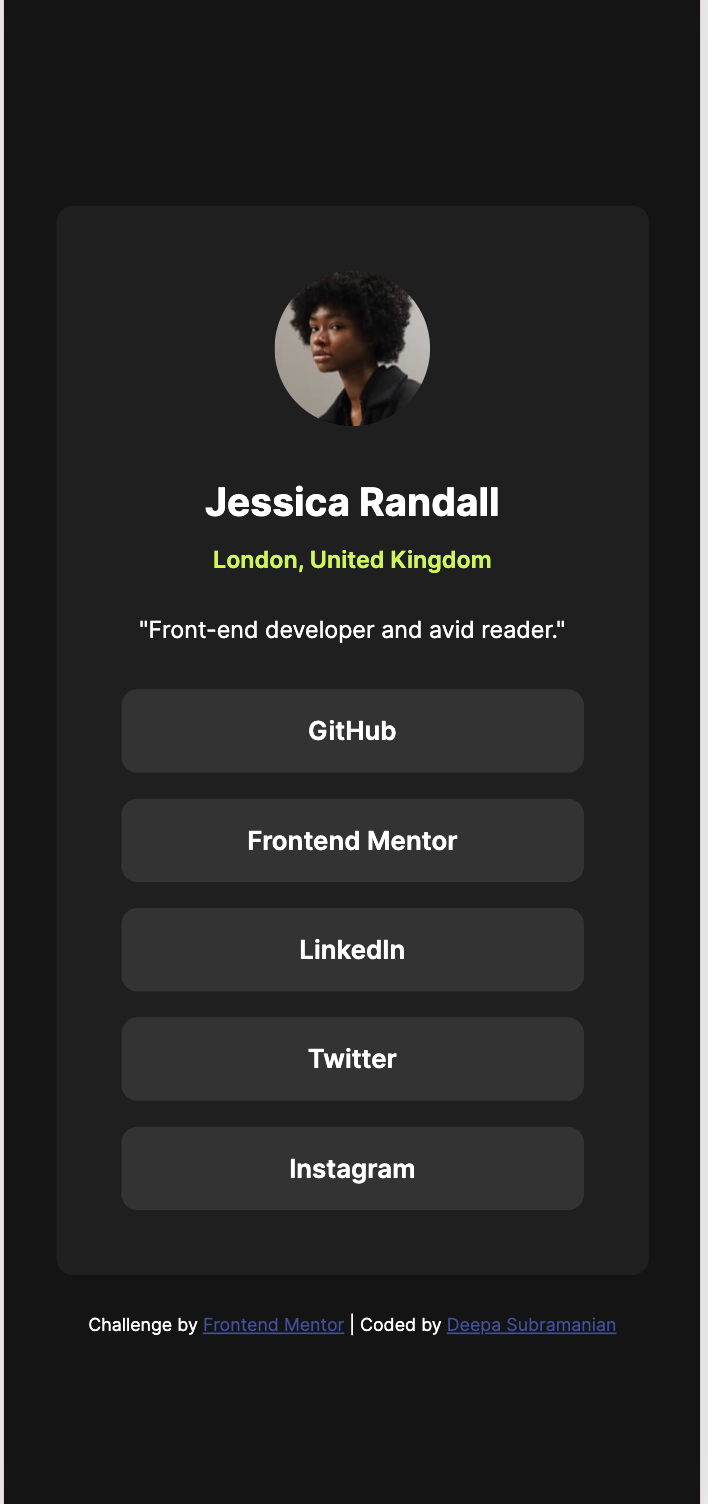 Jessica Randall
London, United Kingdom
"Front-end developer and avid reader."
GitHub
Frontend Mentor
LinkedIn
Twitter
Instagram
Challenge by Frontend Mentor | Coded by Deepa Subramanian